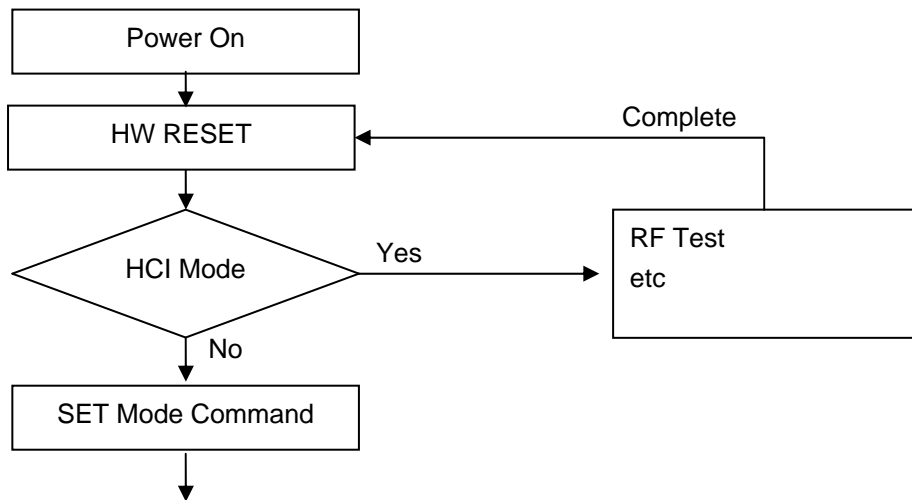 Power On
Complete
HW RESET
HCI Mode
Yes
RF Test
etc
No
SET Mode Command